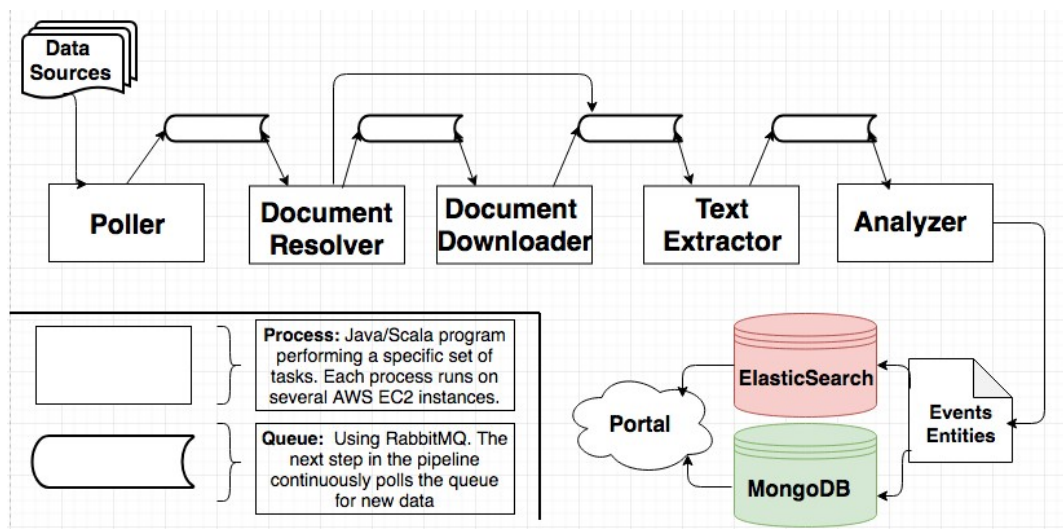 Data
Sources
Poller
Document
Resolver
Document
Downloader
Text
Extractor
Analyzer
Process: Java/Scala program
performing a specific set of
tasks. Each process runs on
several AWS EC2 instances.
Queue: Using RabbitMQ. The
next step in the pipeline
continuously polls the queue
for new data
Portal
ElasticSearch
MongoDB
Events
Entities